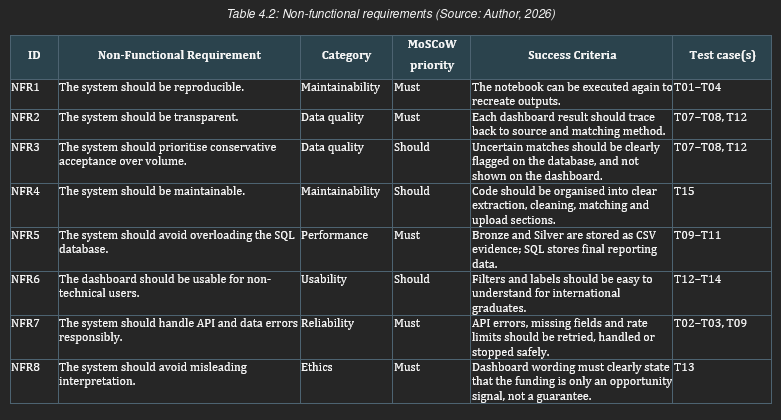 Table 4.2: Non-functional requirements (Source: Author, 2026)
ID Non-Functional Requirement Category MoSCoW priority Success Criteria Test case(s)
NFR1 The system should be reproducible. Maintainability Must The notebook can be executed again to T01–T04
recreate outputs.
NFR2 The system should be transparent. Data quality Must Each dashboard result should trace T07–T08, T12
back to source and matching method.
NFR3 The system should prioritise conservative Data quality Should Uncertain matches should be clearly T07–T08, T12
acceptance over volume. flagged on the database, and not
shown on the dashboard.
NFR4 The system should be maintainable. Maintainability Should Code should be organised into clear T15
extraction, cleaning, matching and
upload sections.
NFR5 The system should avoid overloading the SQL Performance Must Bronze and Silver are stored as CSV T09–T11
database. evidence; SQL stores final reporting
data.
NFR6 The dashboard should be usable for non- Usability Should Filters and labels should be easy to T12–T14
technical users. understand for international
graduates.
NFR7 The system should handle API and data errors Reliability Must API errors, missing fields and rate T02–T03, T09
responsibly. limits should be retried, handled or
stopped safely.
NFR8 The system should avoid misleading Ethics Must Dashboard wording must clearly state T13
interpretation. that the funding is only an opportunity
signal, not a guarantee.